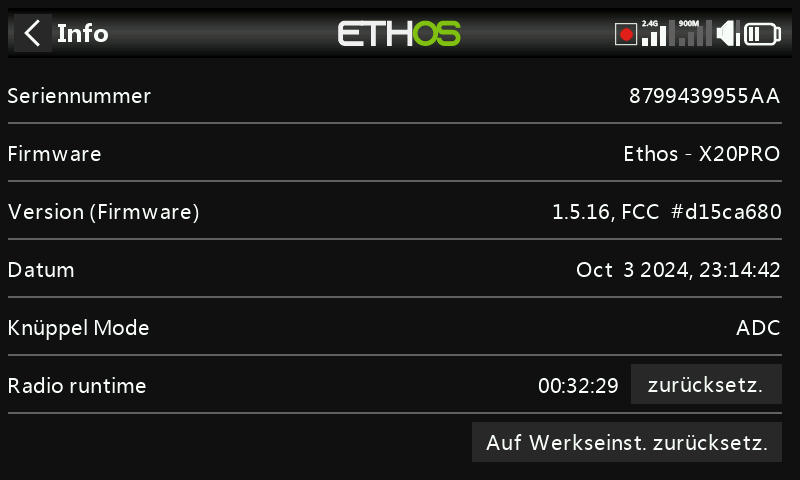 Info
ETHOS
2.4G
900M
Seriennummer 8799439955AA
Firmware Ethos - X20PRO
Version (Firmware) 1.5.16, FCC #d15ca680
Datum Oct 3 2024, 23:14:42
Knüppel Mode ADC
Radio runtime 00:32:29 zurücksetz.
Auf Werkseinst. zurücksetz.